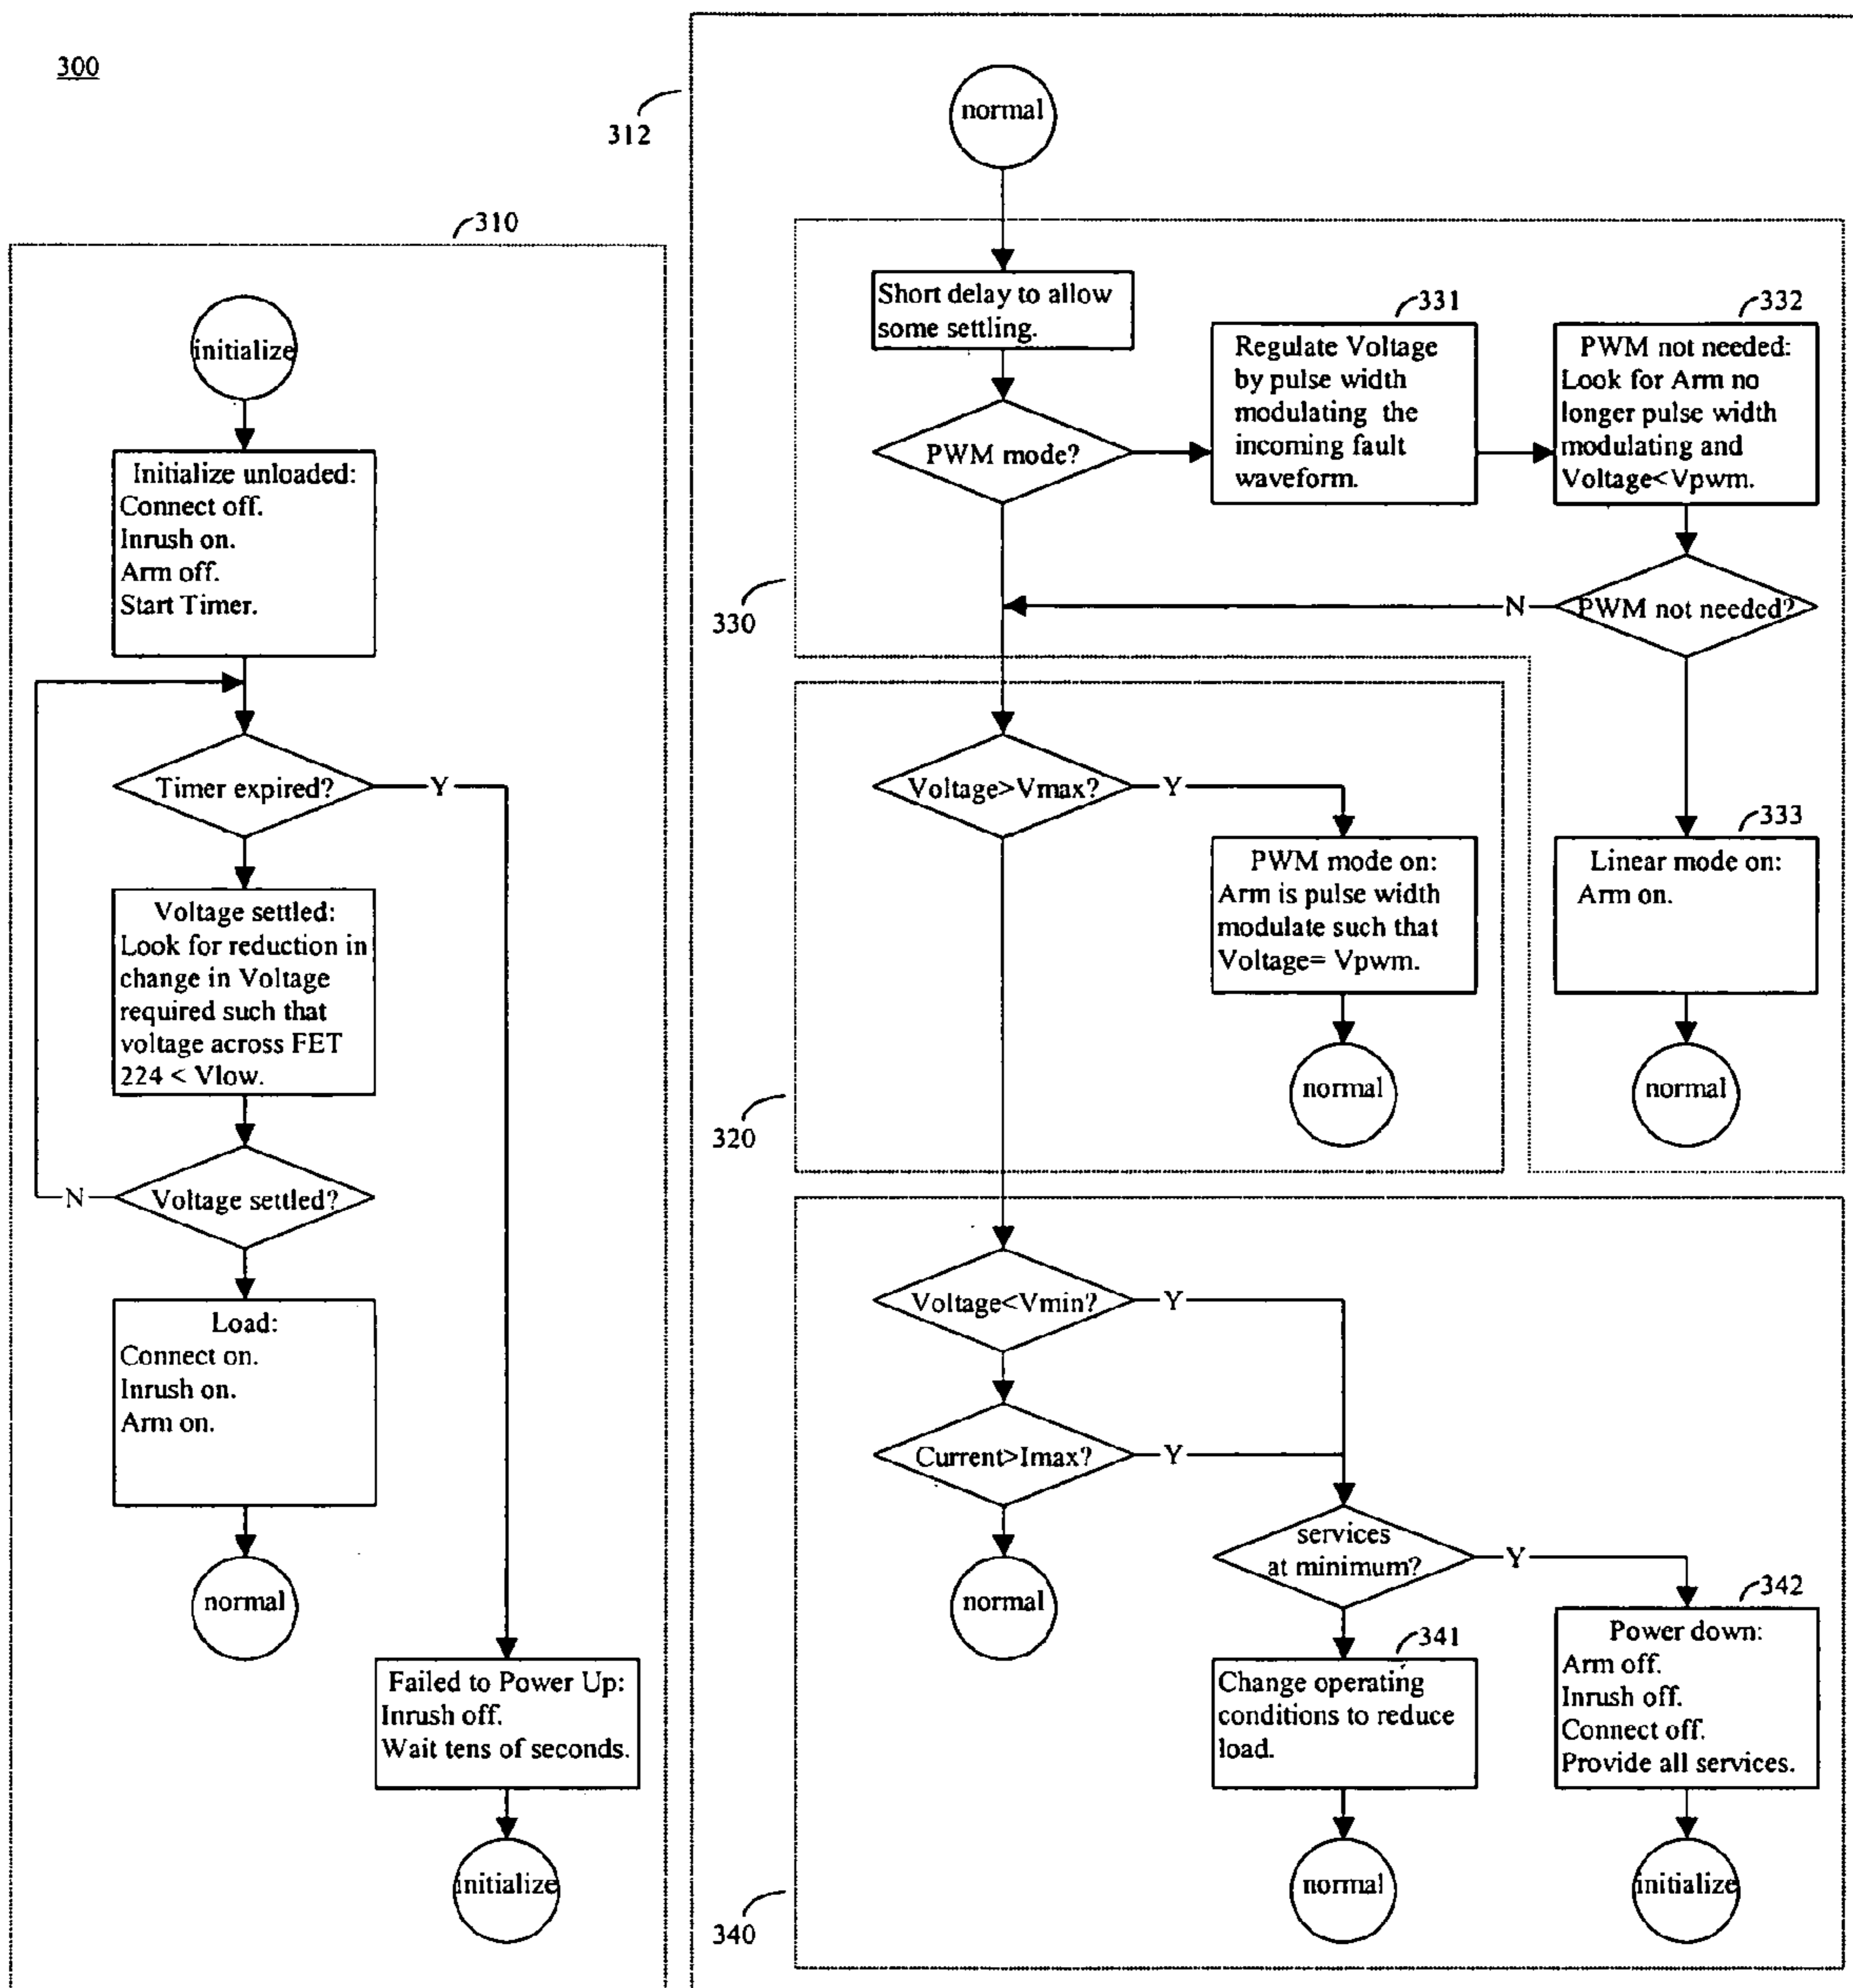 300
310
initialize
Initialize unloaded:
Connect off.
Inrush on.
Arm off.
Start Timer.
Timer expired?
Y
Voltage settled:
Look for reduction in
change in Voltage
required such that
voltage across FET
224 < Vlow.
N
Voltage settled?
Load:
Connect on.
Inrush on.
Arm on.
normal
Failed to Power Up:
Inrush off.
Wait tens of seconds.
initialize
312
normal
330
Short delay to allow
some settling.
PWM mode?
331
Regulate Voltage
by pulse width
modulating the
incoming fault
waveform.
332
PWM not needed:
Look for Arm no
longer pulse width
modulating and
Voltage<Vpwm.
N
PWM not needed?
333
Linear mode on:
Arm on.
normal
320
Voltage>Vmax?
Y
PWM mode on:
Arm is pulse width
modulate such that
Voltage= Vpwm.
normal
340
Voltage<Vmin?
Y
Current>Imax?
Y
normal
services
at minimum?
Y
341
Change operating
conditions to reduce
load.
normal
342
Power down:
Arm off.
Inrush off.
Connect off.
Provide all services.
initialize